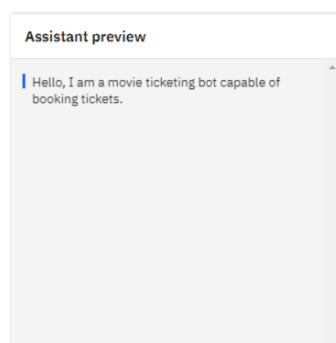 Assistant preview
Hello, I am a movie ticketing bot capable of
booking tickets.